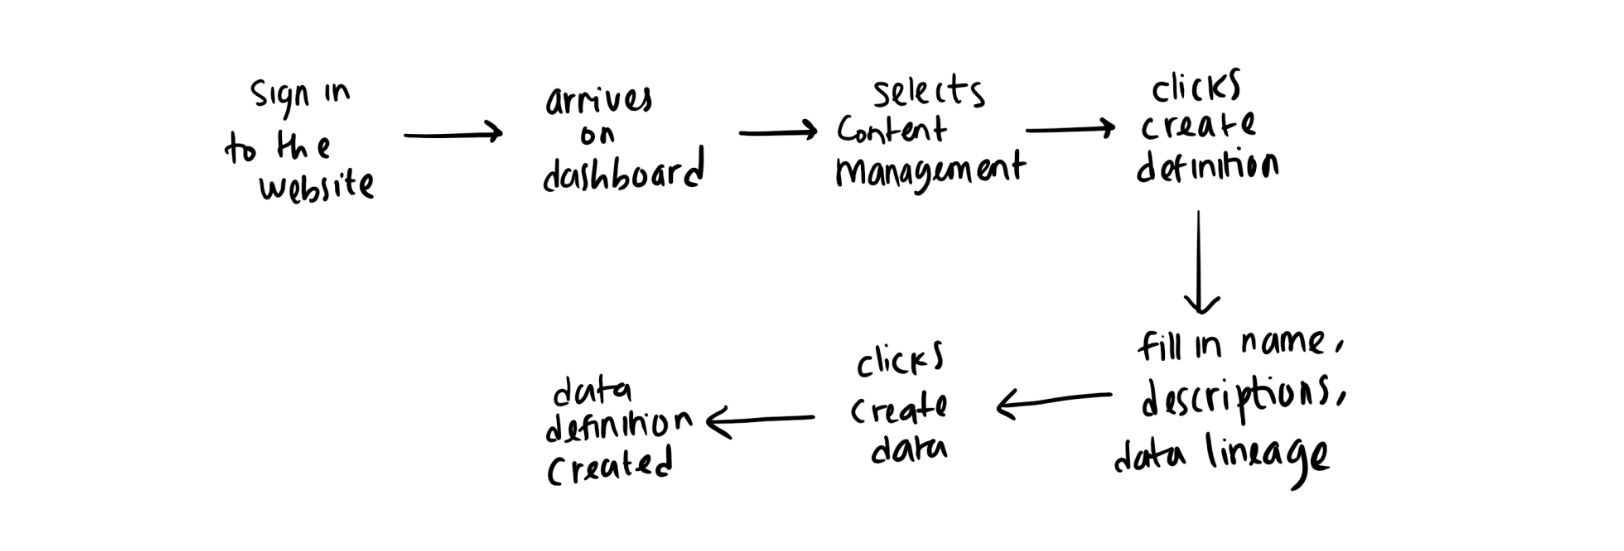 Sign in
to the
website
arrives
on
dashboard
selects
Content
Management
clicks
create
definition
fill in name,
descriptions,
data lineage
clicks
create
data
data
definition
created